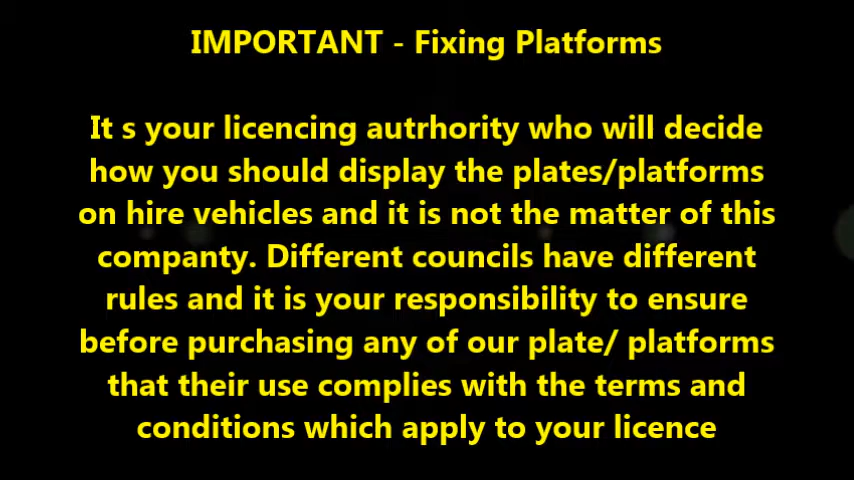 IMPORTANT - Fixing Platforms
It s your licencing autrhority who will decide
how you should display the plates/platforms
on hire vehicles and it is not the matter of this
companty. Different councils have different
rules and it is your responsibility to ensure
before purchasing any of our plate/ platforms
that their use complies with the terms and
conditions which apply to your licence